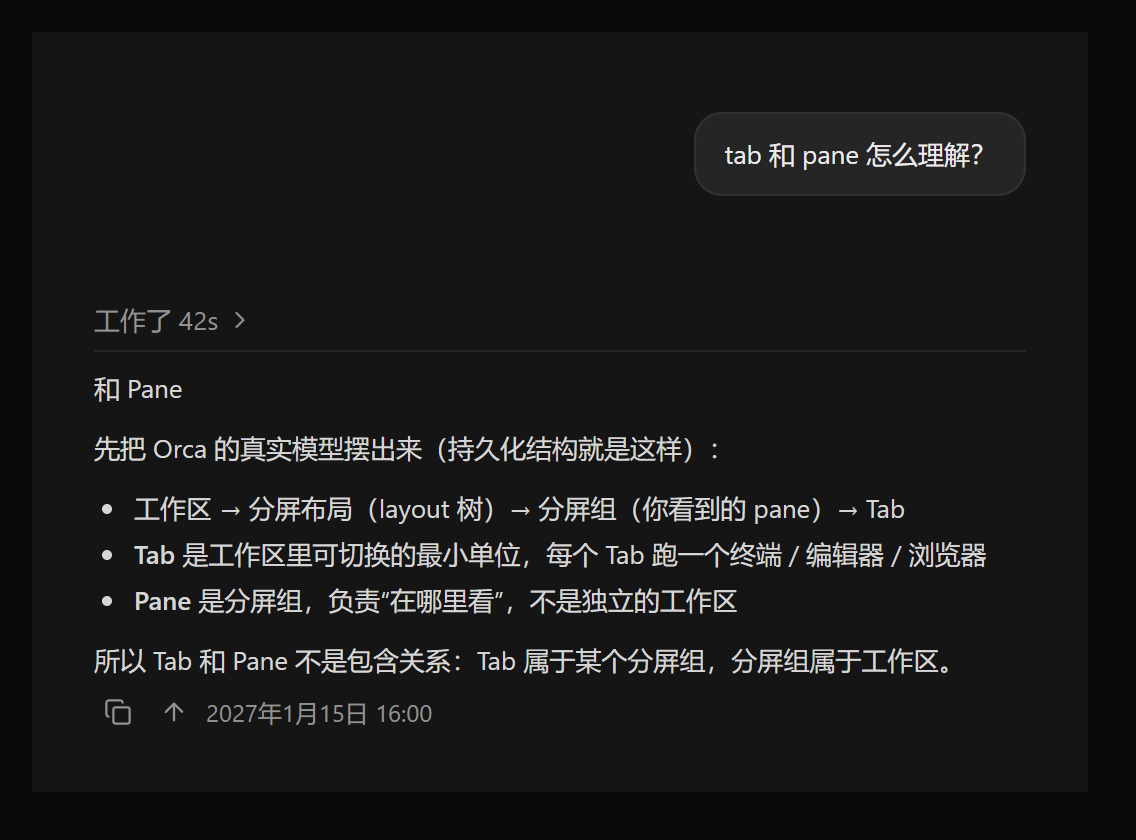 tab 和 pane 怎么理解？
工作了 42s
和 Pane
先把 Orca 的真实模型摆出来（持久化结构就是这样）：
工作区 → 分屏布局（layout 树）→ 分屏组（你看到的 pane）→ Tab
Tab 是工作区里可切换的最小单位，每个 Tab 跑一个终端 / 编辑器 / 浏览器
Pane 是分屏组，负责“在哪里看”，不是独立的工作区
所以 Tab 和 Pane 不是包含关系：Tab 属于某个分屏组，分屏组属于工作区。
2027年1月15日 16:00